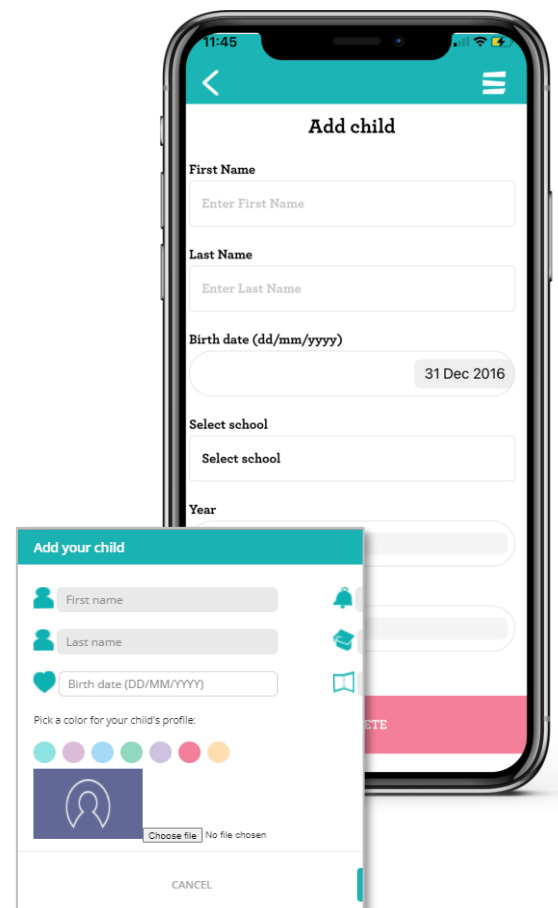 11:45
Add child
First Name
Enter First Name
Last Name
Enter Last Name
Birth date (dd/mm/yyyy)
31 Dec 2016
Select school
Select school
Year
ETE
Add your child
First name
Last name
Birth date (DD/MM/YYYY)
Pick a color for your child's profile:
Choose file No file chosen
CANCEL